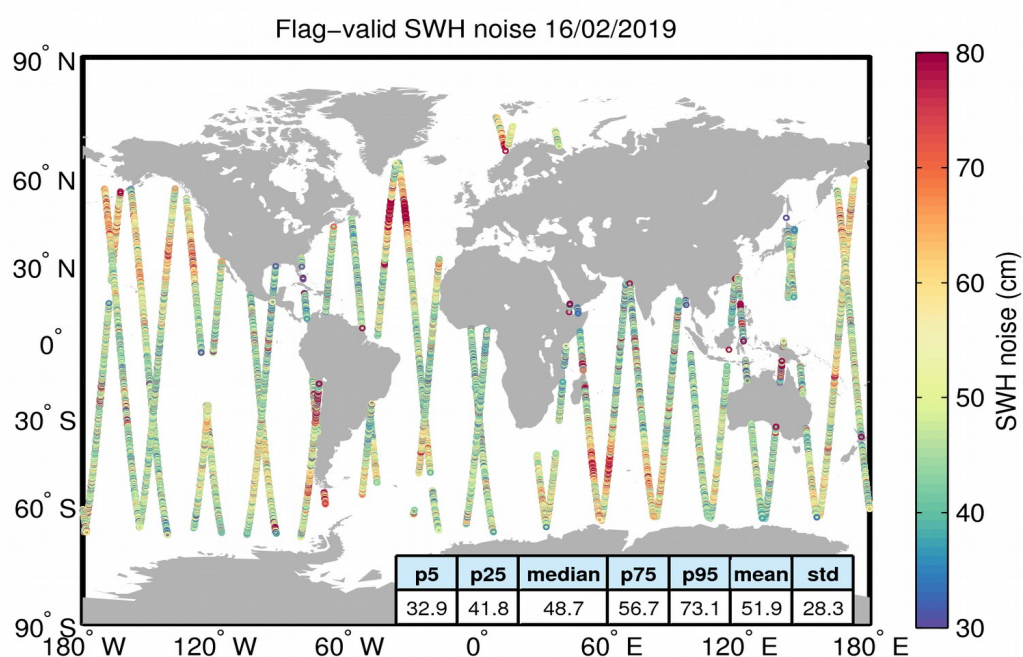 Flag−valid SWH noise 16/02/2019
90° N
60° N
30° N
0°
30° S
60° S
90° S
180° W
120° W
60° W
0°
60° E
120° E
180° E
p5 p25 median p75 p95 mean std
32.9 41.8 48.7 56.7 73.1 51.9 28.3
80
70
60
50
40
30
SWH noise (cm)